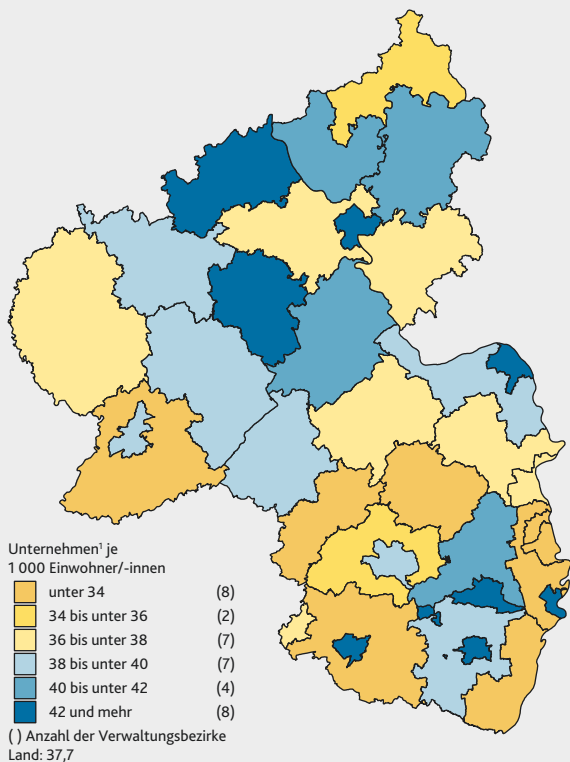 Unternehmen¹ je
1 000 Einwohner/-innen
unter 34 (8)
34 bis unter 36 (2)
36 bis unter 38 (7)
38 bis unter 40 (7)
40 bis unter 42 (4)
42 und mehr (8)
( ) Anzahl der Verwaltungsbezirke
Land: 37,7